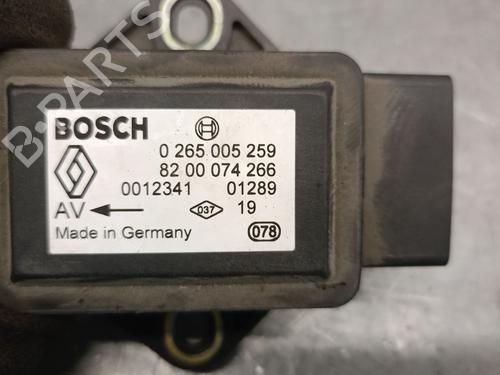 B-PARTS
BOSCH
0 265 005 259
82 00 074 266
0012341 01289
AV 037 19
Made in Germany 078